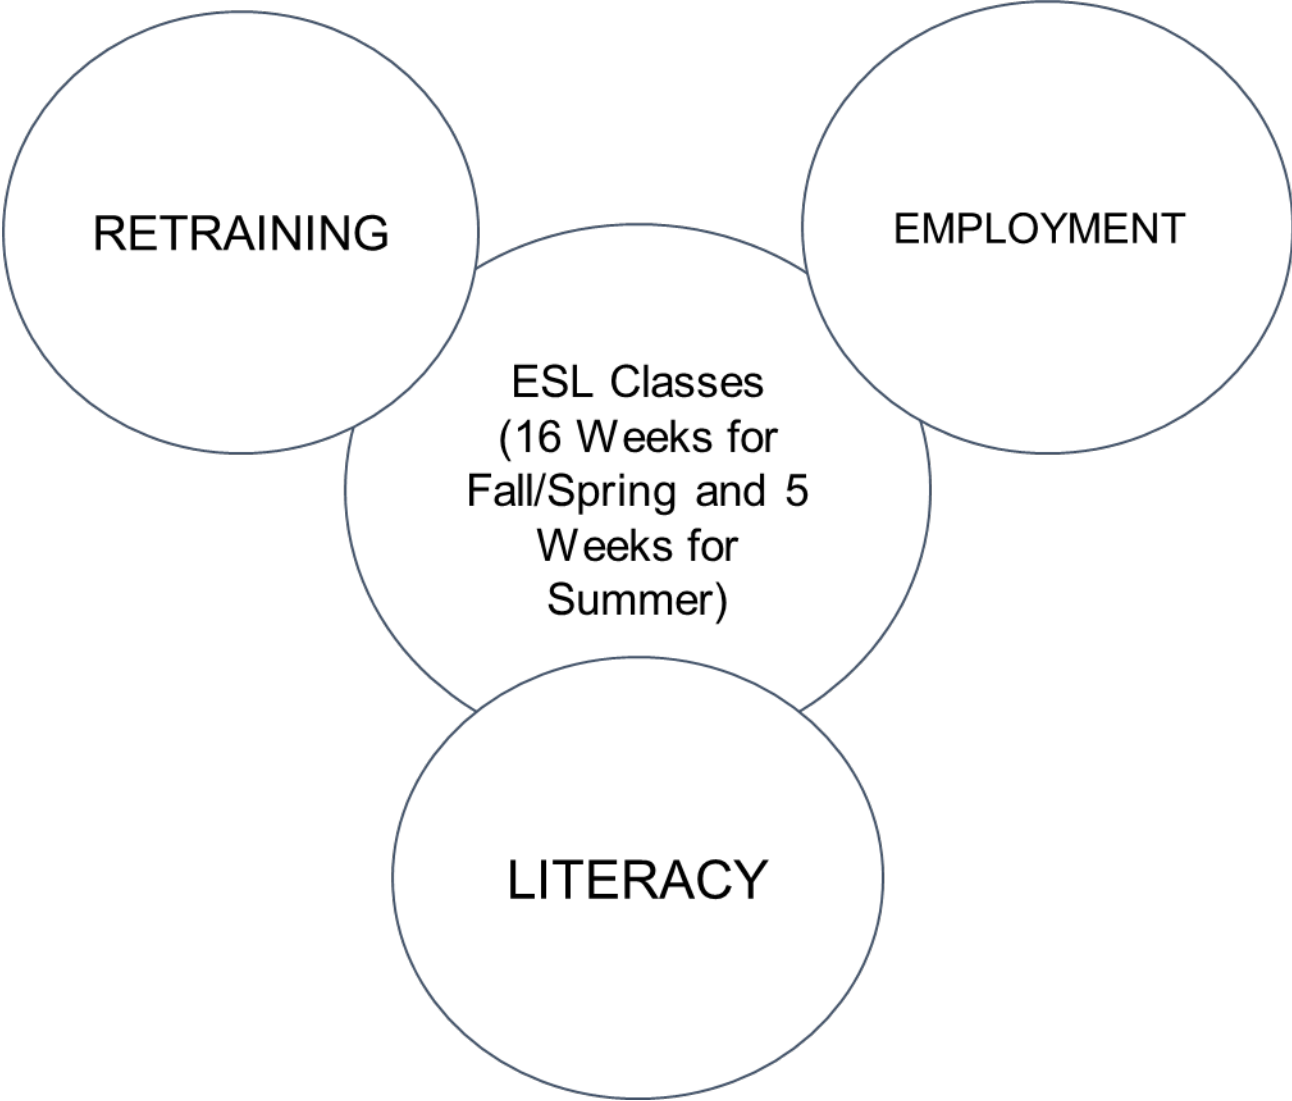 RETRAINING
EMPLOYMENT
ESL Classes
(16 Weeks for
Fall/Spring and 5
Weeks for
Summer)
LITERACY